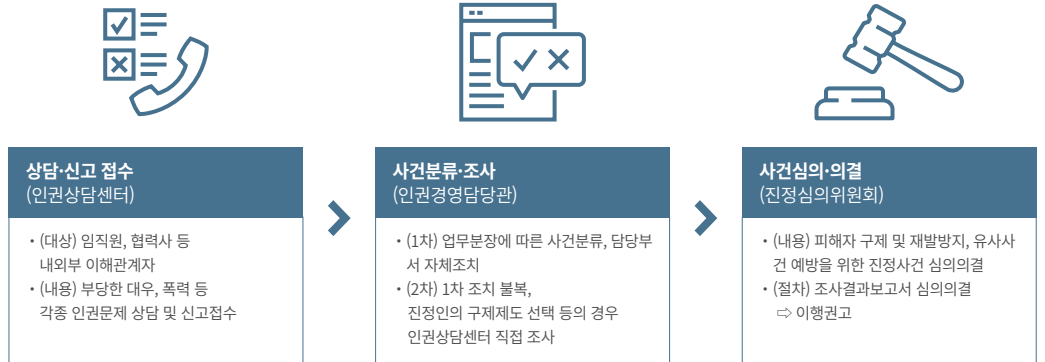 상담·신고 접수
(인권상담센터)
• (대상) 임직원, 협력사 등
내외부 이해관계자
• (내용) 부당한 대우, 폭력 등
각종 인권문제 상담 및 신고접수
사건분류·조사
(인권경영담당관)
• (1차) 업무분장에 따른 사건분류, 담당부
서 자체조치
• (2차) 1차 조치 불복,
진정인의 구제제도 선택 등의 경우
인권상담센터 직접 조사
사건심의·의결
(진정심의위원회)
• (내용) 피해자 구제 및 재발방지, 유사사
건 예방을 위한 진정사건 심의의결
• (절차) 조사결과보고서 심의의결
⇨ 이행권고